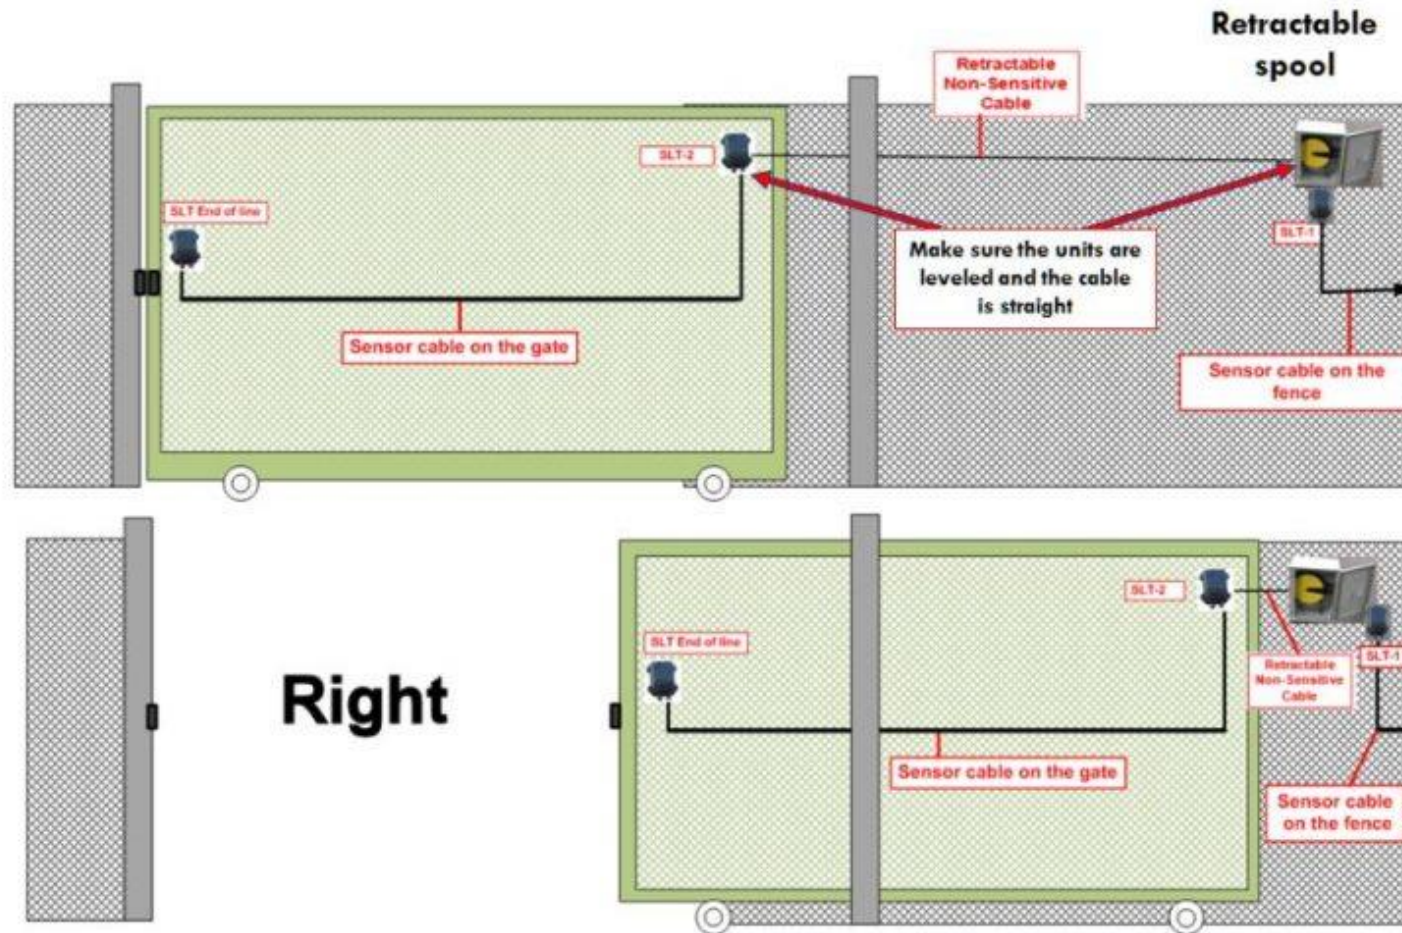 Retractable
spool
Retractable
Non-Sensitive
Cable
SLT-2
SLT End of line
SLT-1
Make sure the units are
leveled and the cable
is straight
Sensor cable on the gate
Sensor cable on the
fence
SLT-2
SLT End of line
SLT-1
Retractable
Non-Sensitive
Cable
Right
Sensor cable on the gate
Sensor cable
on the fence